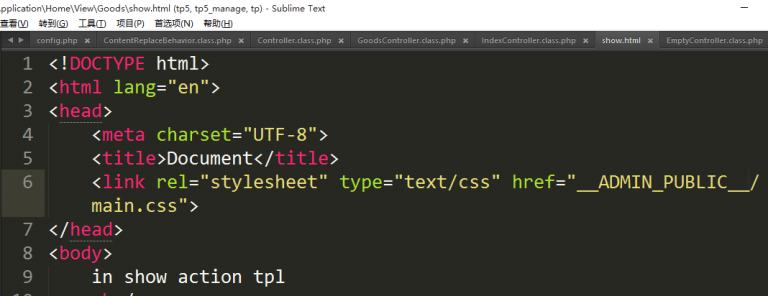 pplication\Home\View\Goods\show.html (tp5, tp5_manage, tp) - Sublime Text
查看(V) 转到(G) 工具(T) 项目(P) 首选项(N) 帮助(H)
config.php ContentReplaceBehavior.class.php Controller.class.php GoodsController.class.php IndexController.class.php show.html EmptyController.class.php
1 <!DOCTYPE html>
2 <html lang="en">
3 <head>
4 <meta charset="UTF-8">
5 <title>Document</title>
6 <link rel="stylesheet" type="text/css" href="__ADMIN_PUBLIC__/
main.css">
7 </head>
8 <body>
9 in show action tpl